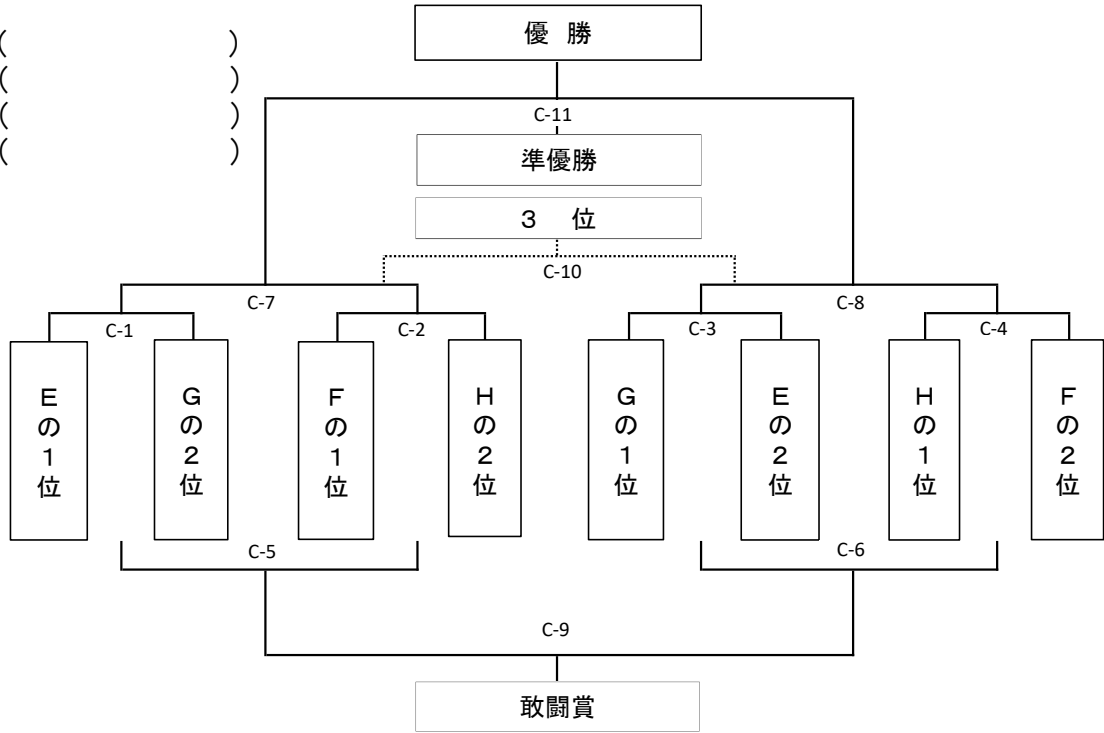 優 勝
(　　　　　　)
(　　　　　　)
(　　　　　　)
(　　　　　　)
C-11
準優勝
３　位
C-10
C-7
C-8
C-1
C-2
C-3
C-4
Ｅの１位
Ｇの２位
Ｆの１位
Ｈの２位
Ｇの１位
Ｅの２位
Ｈの１位
Ｆの２位
C-5
C-6
C-9
敢闘賞